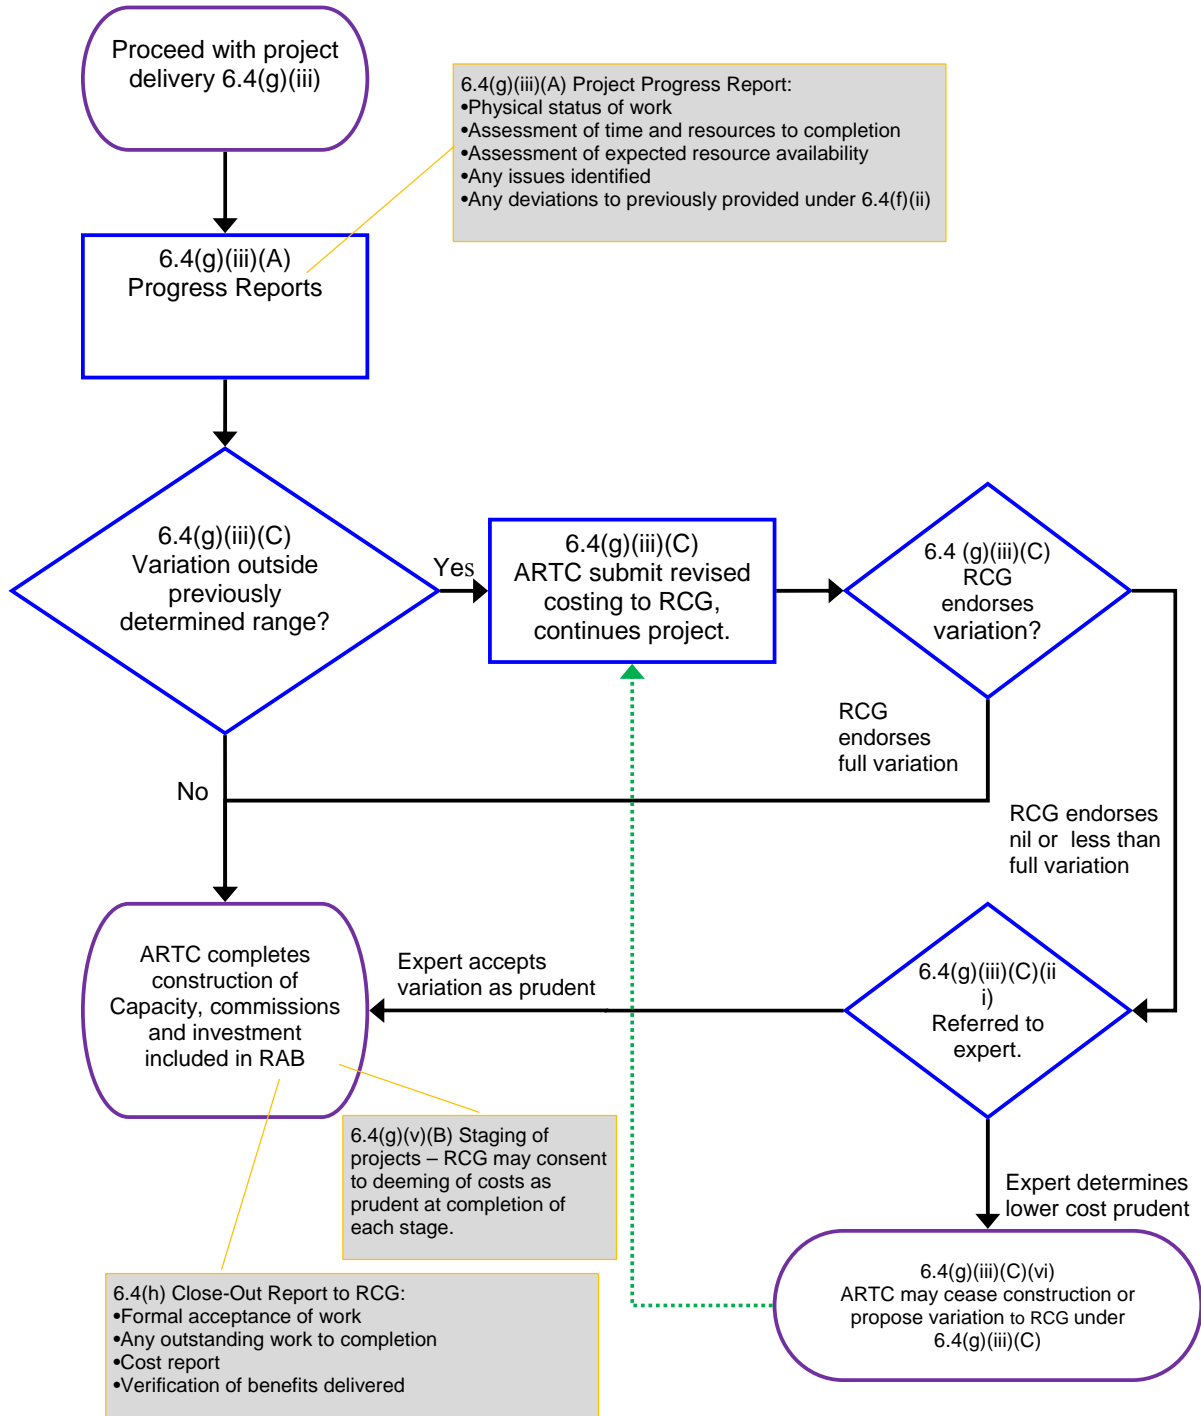 Proceed with project
delivery 6.4(g)(iii)
6.4(g)(iii)(A) Project Progress Report:
•Physical status of work
•Assessment of time and resources to completion
•Assessment of expected resource availability
•Any issues identified
•Any deviations to previously provided under 6.4(f)(ii)
6.4(g)(iii)(A)
Progress Reports
6.4(g)(iii)(C)
Variation outside
previously
determined range?
Yes
6.4(g)(iii)(C)
ARTC submit revised
costing to RCG,
continues project.
6.4 (g)(iii)(C)
RCG
endorses
variation?
RCG
endorses
full variation
No
RCG endorses
nil or  less than
full variation
ARTC completes
construction of
Capacity, commissions
and investment
included in RAB
Expert accepts
variation as prudent
6.4(g)(iii)(C)(ii
i)
Referred to
expert.
6.4(g)(v)(B) Staging of
projects – RCG may consent
to deeming of costs as
prudent at completion of
each stage.
Expert determines
lower cost prudent
6.4(g)(iii)(C)(vi)
ARTC may cease construction or
propose variation to RCG under
6.4(g)(iii)(C)
6.4(h) Close-Out Report to RCG:
•Formal acceptance of work
•Any outstanding work to completion
•Cost report
•Verification of benefits delivered